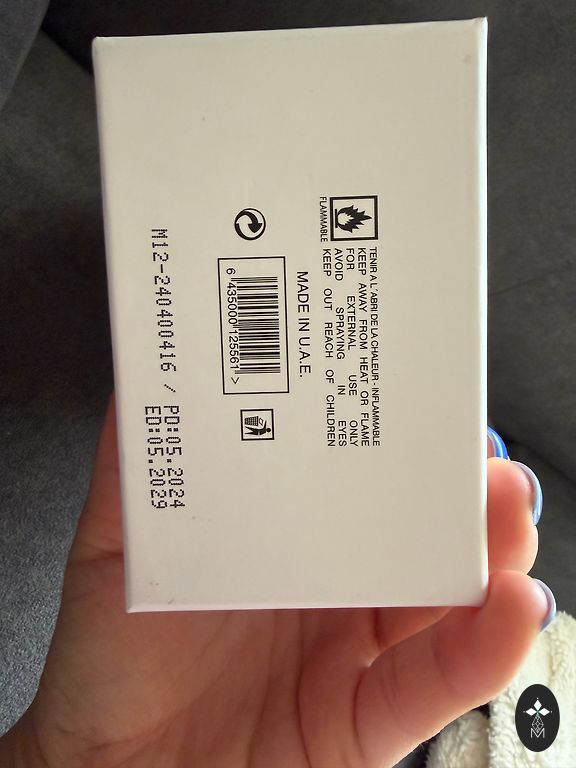 FLAMMABLE
TENIR A L'ABRI DE LA CHALEUR - INFLAMMABLE
KEEP AWAY FROM HEAT OR FLAME
FOR EXTERNAL USE ONLY
AVOID SPRAYING IN EYES
KEEP OUT REACH OF CHILDREN
MADE IN U.A.E.
6 435000 125561 >
M12-240400416 / PD:05.2024
ED:05.2029
M